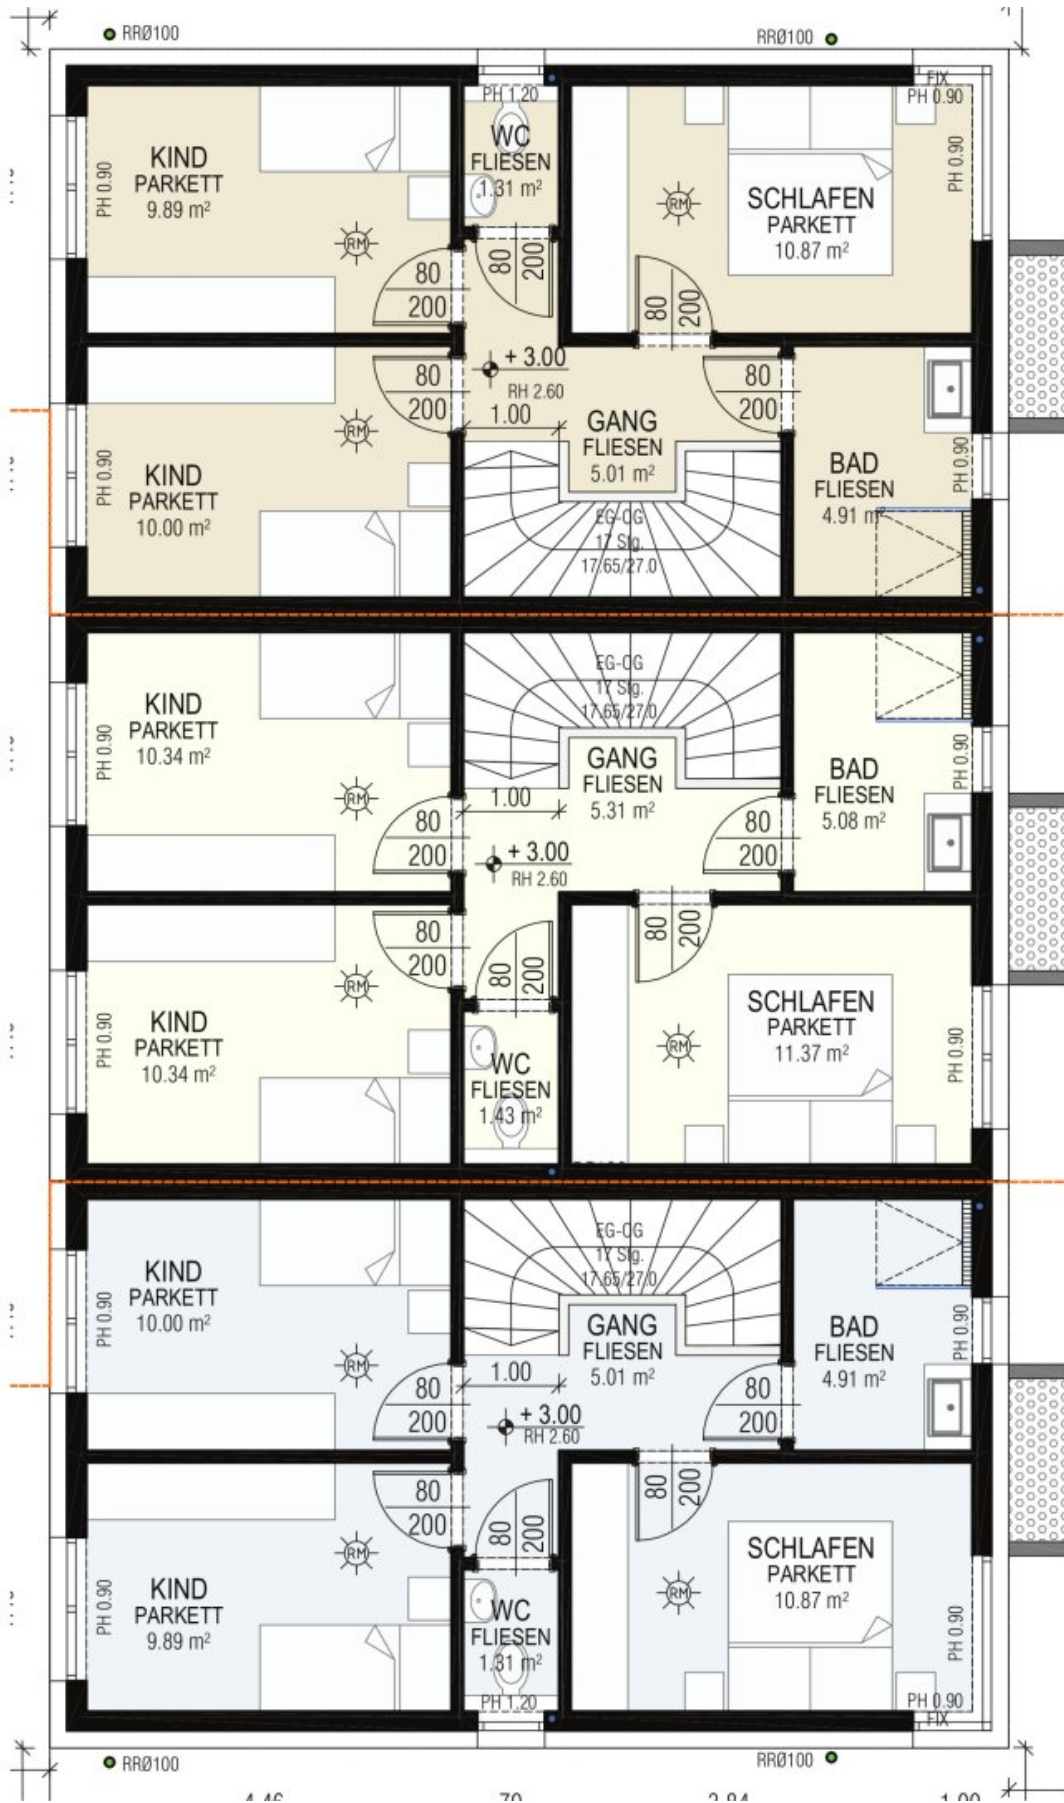 RRØ100
RRØ100
FIX
PH 0.90
PH 1.20
WC
FLIESEN
1.31 m²
KIND
PARKETT
9.89 m²
PH 0.90
PH 0.90
SCHLAFEN
PARKETT
10.87 m²
RM
RM
80
200
80
200
80
200
+ 3.00
RH 2.60
80
200
80
200
1.00
GANG
FLIESEN
5.01 m²
RM
KIND
PARKETT
10.00 m²
PH 0.90
BAD
FLIESEN
4.91 m²
PH 0.90
EG-OG
17 Stg.
17.65/27.0
EG-OG
17 Stg.
17.65/27.0
KIND
PARKETT
10.34 m²
PH 0.90
GANG
FLIESEN
5.31 m²
BAD
FLIESEN
5.08 m²
PH 0.90
RM
1.00
80
200
80
200
+ 3.00
RH 2.60
80
200
80
200
80
200
RM
KIND
PARKETT
10.34 m²
PH 0.90
SCHLAFEN
PARKETT
11.37 m²
PH 0.90
RM
WC
FLIESEN
1.43 m²
EG-OG
17 Stg.
17.65/27.0
KIND
PARKETT
10.00 m²
PH 0.90
GANG
FLIESEN
5.01 m²
BAD
FLIESEN
4.91 m²
PH 0.90
RM
1.00
80
200
80
200
+ 3.00
RH 2.60
80
200
80
200
80
200
RM
KIND
PARKETT
9.89 m²
PH 0.90
SCHLAFEN
PARKETT
10.87 m²
RM
PH 0.90
WC
FLIESEN
1.31 m²
PH 1.20
PH 0.90
FIX
RRØ100
RRØ100